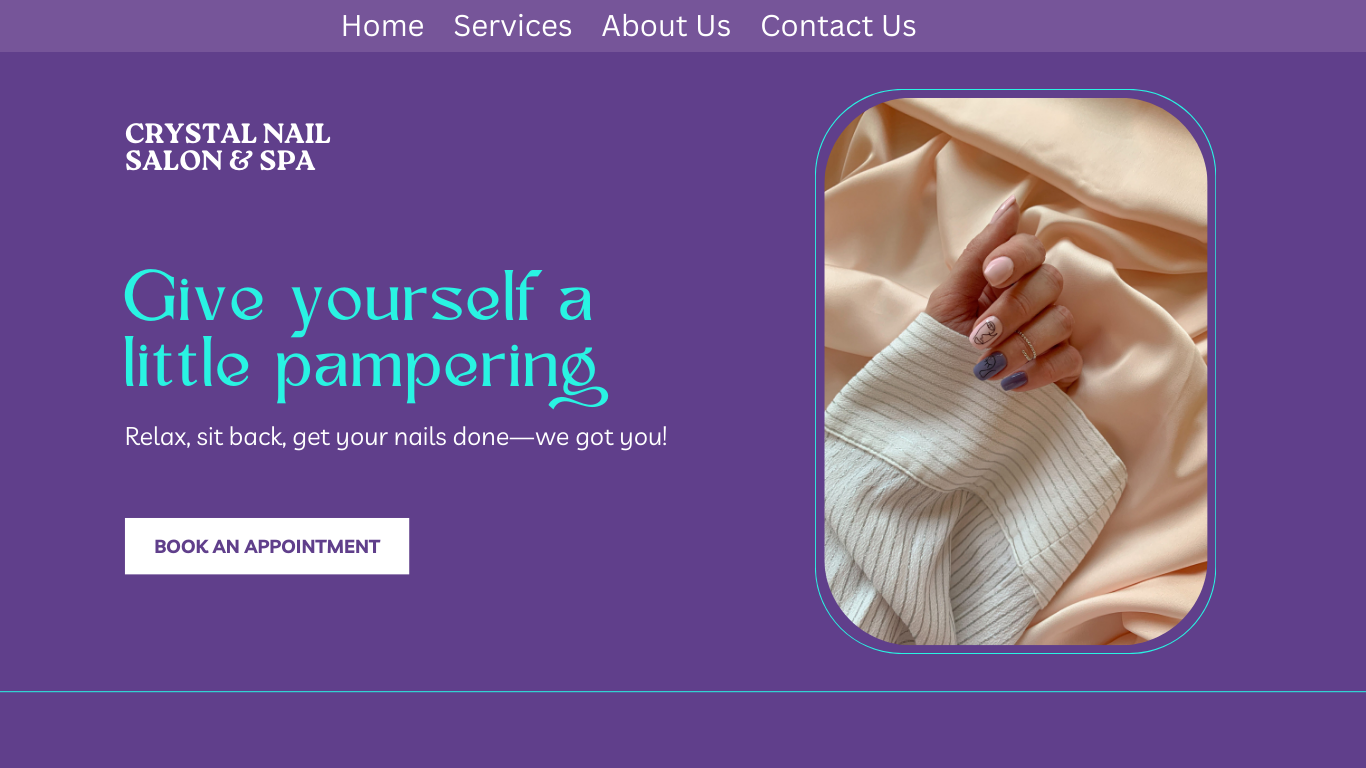 Home Services About Us Contact Us
CRYSTAL NAIL
SALON & SPA
Give yourself a
little pampering
Relax, sit back, get your nails done—we got you!
BOOK AN APPOINTMENT